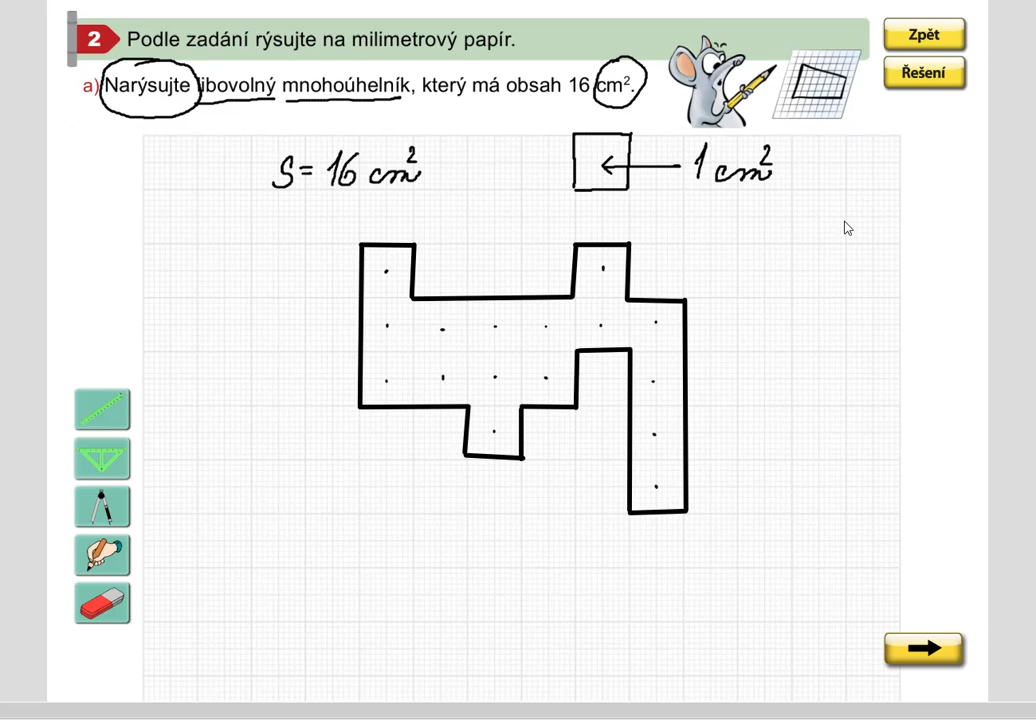 2 Podle zadání rýsujte na milimetrový papír.
Zpět
Řešení
a) Narýsujte libovolný mnohoúhelník, který má obsah 16 cm².
S = 16 cm²
1 cm²